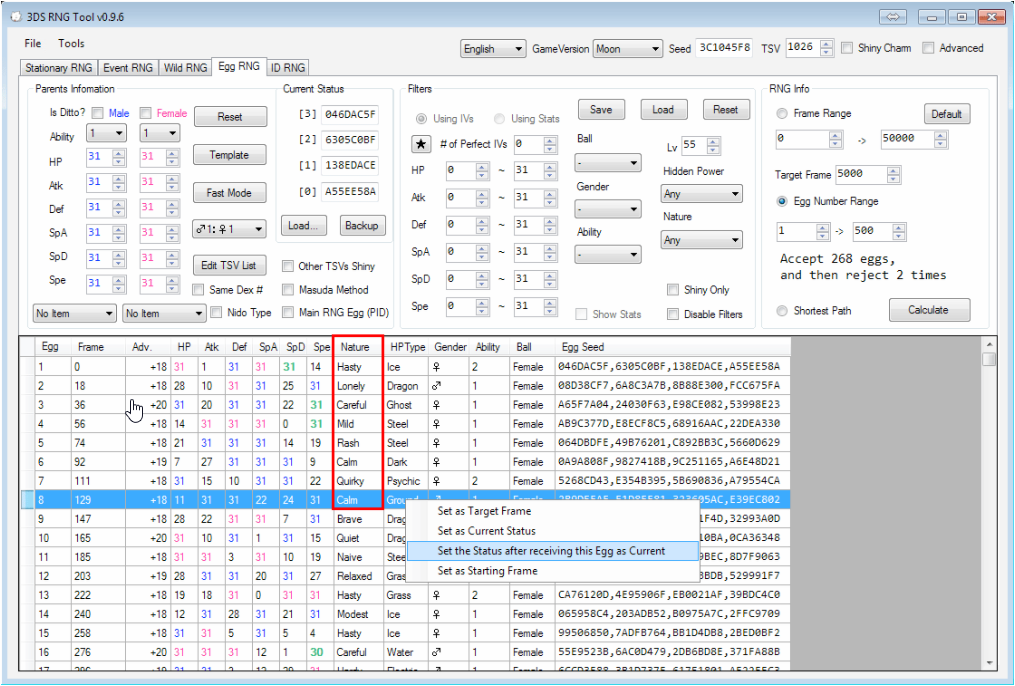 3DS RNG Tool v0.9.6
File Tools English GameVersion Moon Seed 3C1045F8 TSV 1026 Shiny Charm Advanced
Stationary RNG Event RNG Wild RNG Egg RNG ID RNG
Parents Infomation
Is Ditto? Male Female Reset
Ability 1 1
HP 31 31 Template
Atk 31 31
Def 31 31 Fast Mode
SpA 31 31 ♂1: ♀1
SpD 31 31 Edit TSV List
Spe 31 31 Same Dex #
No Item No Item Nido Type
Current Status
[3] 046DAC5F
[2] 6305C0BF
[1] 138EDACE
[0] A55EE58A
Load... Backup
Other TSVs Shiny
Masuda Method
Main RNG Egg (PID)
Filters
Using IVs Using Stats Save Load Reset
★ # of Perfect IVs 0 Ball Lv 55
HP 0 ~ 31 - Hidden Power
Atk 0 ~ 31 Gender Any
Def 0 ~ 31 - Nature
SpA 0 ~ 31 Ability Any
SpD 0 ~ 31 - Shiny Only
Spe 0 ~ 31 Show Stats Disable Filters
RNG Info
Frame Range Default
0 -> 50000
Target Frame 5000
Egg Number Range
1 -> 500
Accept 268 eggs,
and then reject 2 times
Shortest Path Calculate
Egg Frame Adv. HP Atk Def SpA SpD Spe Nature HPType Gender Ability Ball Egg Seed
1 0 +18 31 1 31 31 31 14 Hasty Ice ♀ 2 Female 046DAC5F,6305C0BF,138EDACE,A55EE58A
2 18 +18 28 10 31 31 25 31 Lonely Dragon ♂ 1 Female 08D38CF7,6A8C3A7B,8B88E300,FCC675FA
3 36 +20 31 20 31 31 22 31 Careful Ghost ♀ 1 Female A65F7A04,24030F63,E98CE082,53998E23
4 56 +18 14 31 31 31 0 31 Mild Steel ♀ 1 Female AB9C377D,E8ECF8C5,68916AAC,22DEA330
5 74 +18 21 31 31 31 14 19 Rash Steel ♀ 1 Female 064DBDFE,49B76201,C892BB3C,5660D629
6 92 +19 7 27 31 31 31 9 Calm Dark ♀ 1 Female 0A9A808F,9827418B,9C251165,A6E48D21
7 111 +18 31 15 10 31 31 22 Quirky Psychic ♀ 2 Female 5268CD43,E354B395,5B690836,A79554CA
8 129 +18 11 31 31 22 24 31 Calm
Set as Target Frame
Set as Current Status
Set the Status after receiving this Egg as Current
Set as Starting Frame
9 147 +18 28 22 31 31 7 31 Brave
10 165 +20 31 10 31 1 31 15 Quiet
11 185 +18 31 31 3 31 10 19 Naive
12 203 +19 28 31 31 20 31 27 Relaxed
13 222 +18 19 18 31 0 31 31 Hasty Grass ♀ 2 Female CA76120D,4E95906F,EB0021AF,39BDC4C0
14 240 +18 12 31 28 31 21 31 Modest Ice ♀ 1 Female 065958C4,203ADB52,B0975A7C,2FFC9709
15 258 +18 31 31 5 31 5 4 Hasty Ice ♀ 1 Female 99506850,7ADFB764,BB1D4DB8,2BED0BF2
16 276 +20 31 31 31 12 1 30 Careful Water ♂ 1 Female 55E9523B,6AC0D479,2DB6BD8E,371FA88B